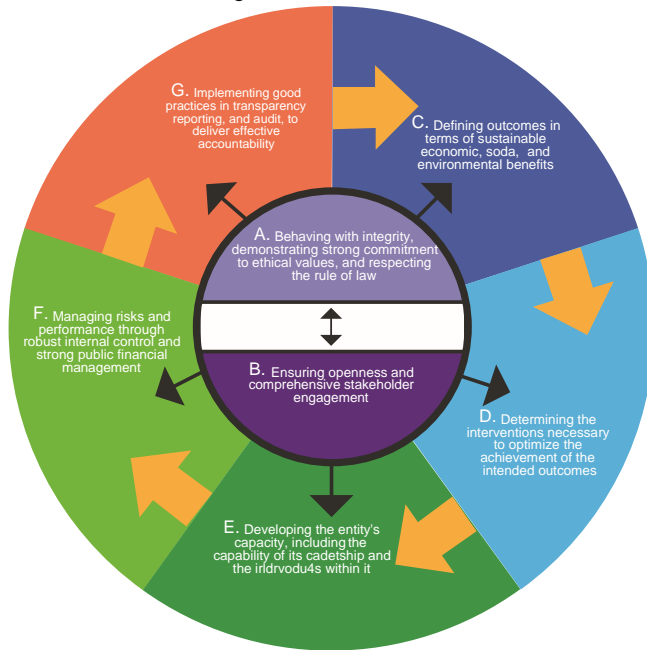 G. Implementing good
practices in transparency
reporting, and audit, to
deliver effective
accountability
C. Defining outcomes in
terms of sustainable
economic, soda, and
environmental benefits
A. Behaving with integrity,
demonstrating strong commitment
to ethical values, and respecting
the rule of law
B. Ensuring openness and
comprehensive stakeholder
engagement
F. Managing risks and
performance through
robust internal control and
strong public financial
management
D. Determining the
interventions necessary
to optimize the
achievement of the
intended outcomes
E. Developing the entity's
capacity, including the
capability of its cadetship and
the irldrvodu4s within it